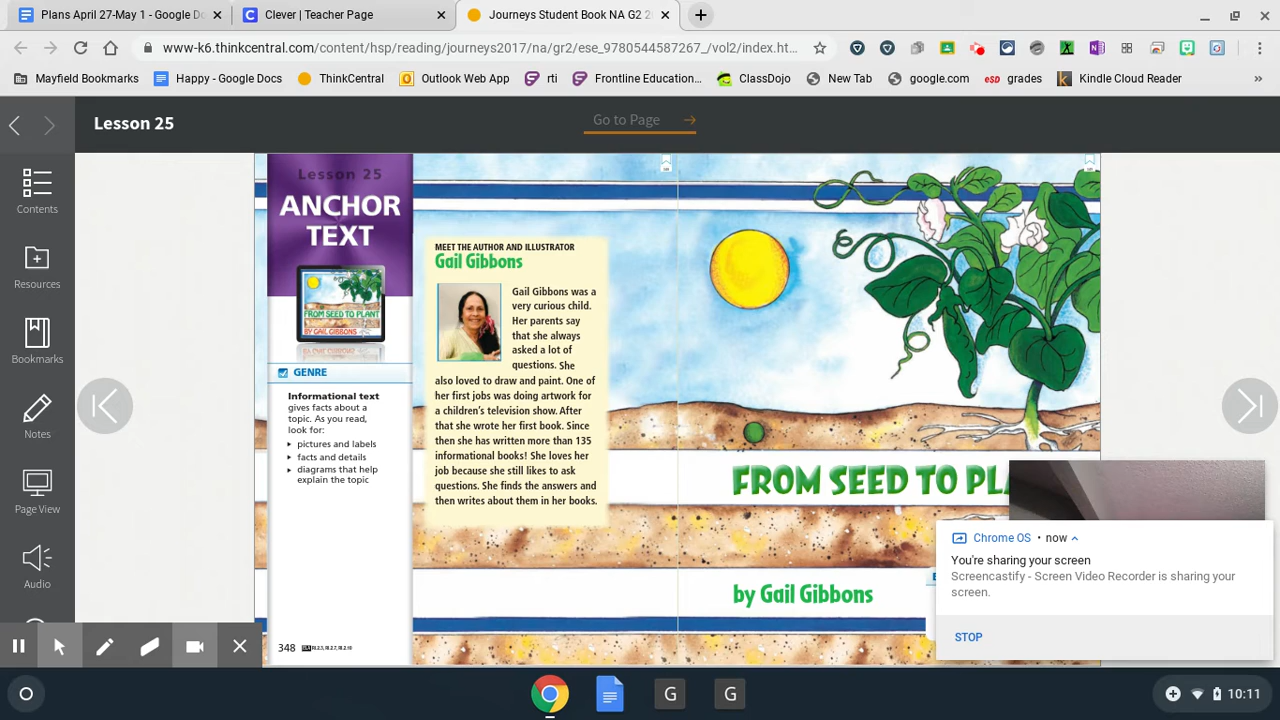 Plans April 27-May 1 - Google Do
Clever | Teacher Page
Journeys Student Book NA G2 2
www-k6.thinkcentral.com/content/hsp/reading/journeys2017/na/gr2/ese_9780544587267_/vol2/index.ht...
Mayfield Bookmarks
Happy - Google Docs
ThinkCentral
Outlook Web App
rti
Frontline Education...
ClassDojo
New Tab
google.com
esD grades
Kindle Cloud Reader
»
Lesson 25
Go to Page
Contents
Resources
Bookmarks
Notes
Page View
Audio
Lesson 25
ANCHOR
TEXT
FROM SEED TO PLANT
BY GAIL GIBBONS
GENRE
Informational text
gives facts about a
topic. As you read,
look for:
pictures and labels
facts and details
diagrams that help
explain the topic
348
MEET THE AUTHOR AND ILLUSTRATOR
Gail Gibbons
Gail Gibbons was a
very curious child.
Her parents say
that she always
asked a lot of
questions. She
also loved to draw and paint. One of
her first jobs was doing artwork for
a children's television show. After
that she wrote her first book. Since
then she has written more than 135
informational books! She loves her
job because she still likes to ask
questions. She finds the answers and
then writes about them in her books.
FROM SEED TO PLA
by Gail Gibbons
Chrome OS • now
You're sharing your screen
Screencastify - Screen Video Recorder is sharing your
screen.
STOP
G
G
10:11